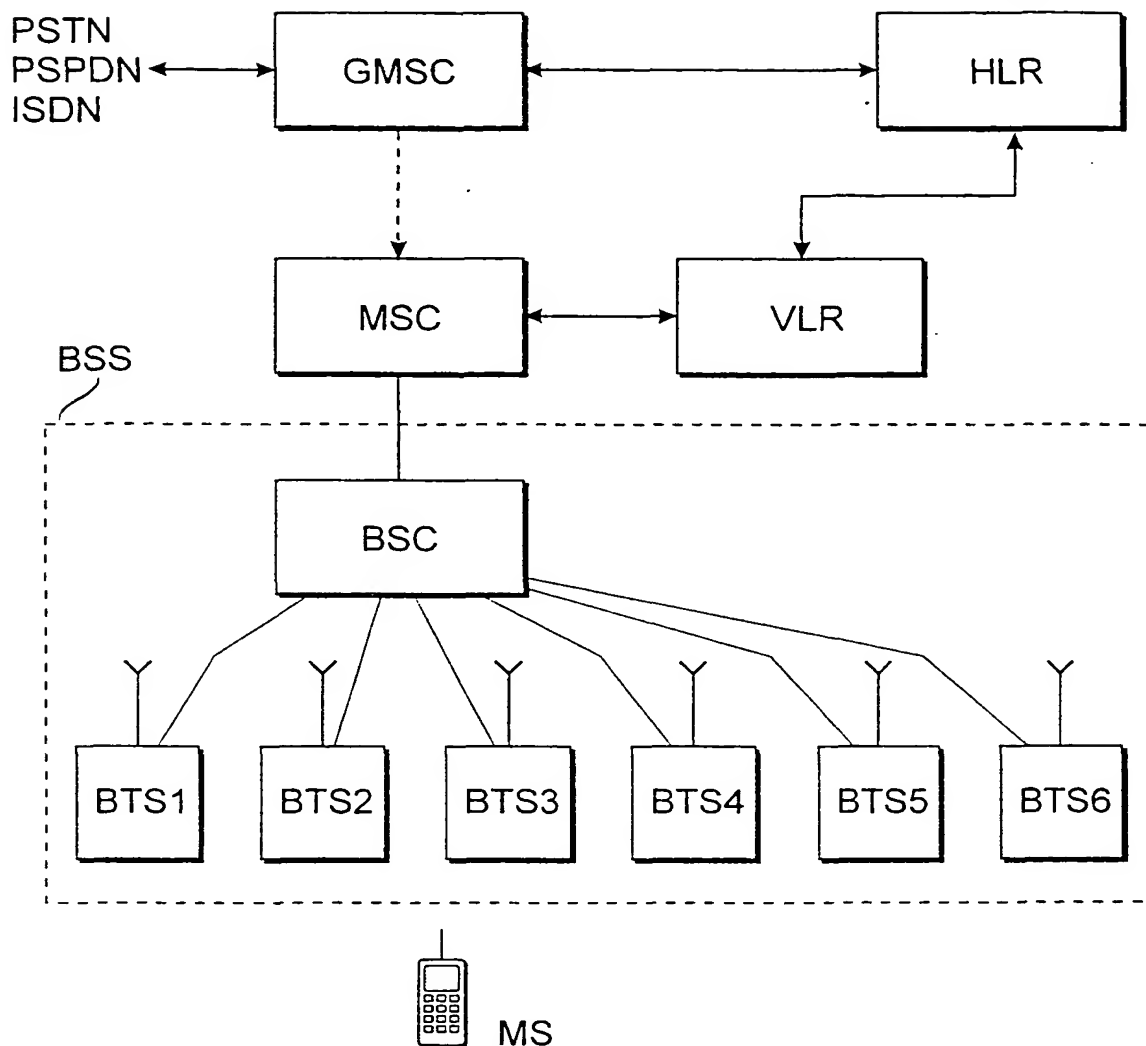 PSTN
PSPDN
ISDN
GMSC
HLR
MSC
VLR
BSS
BSC
BTS1
BTS2
BTS3
BTS4
BTS5
BTS6
MS